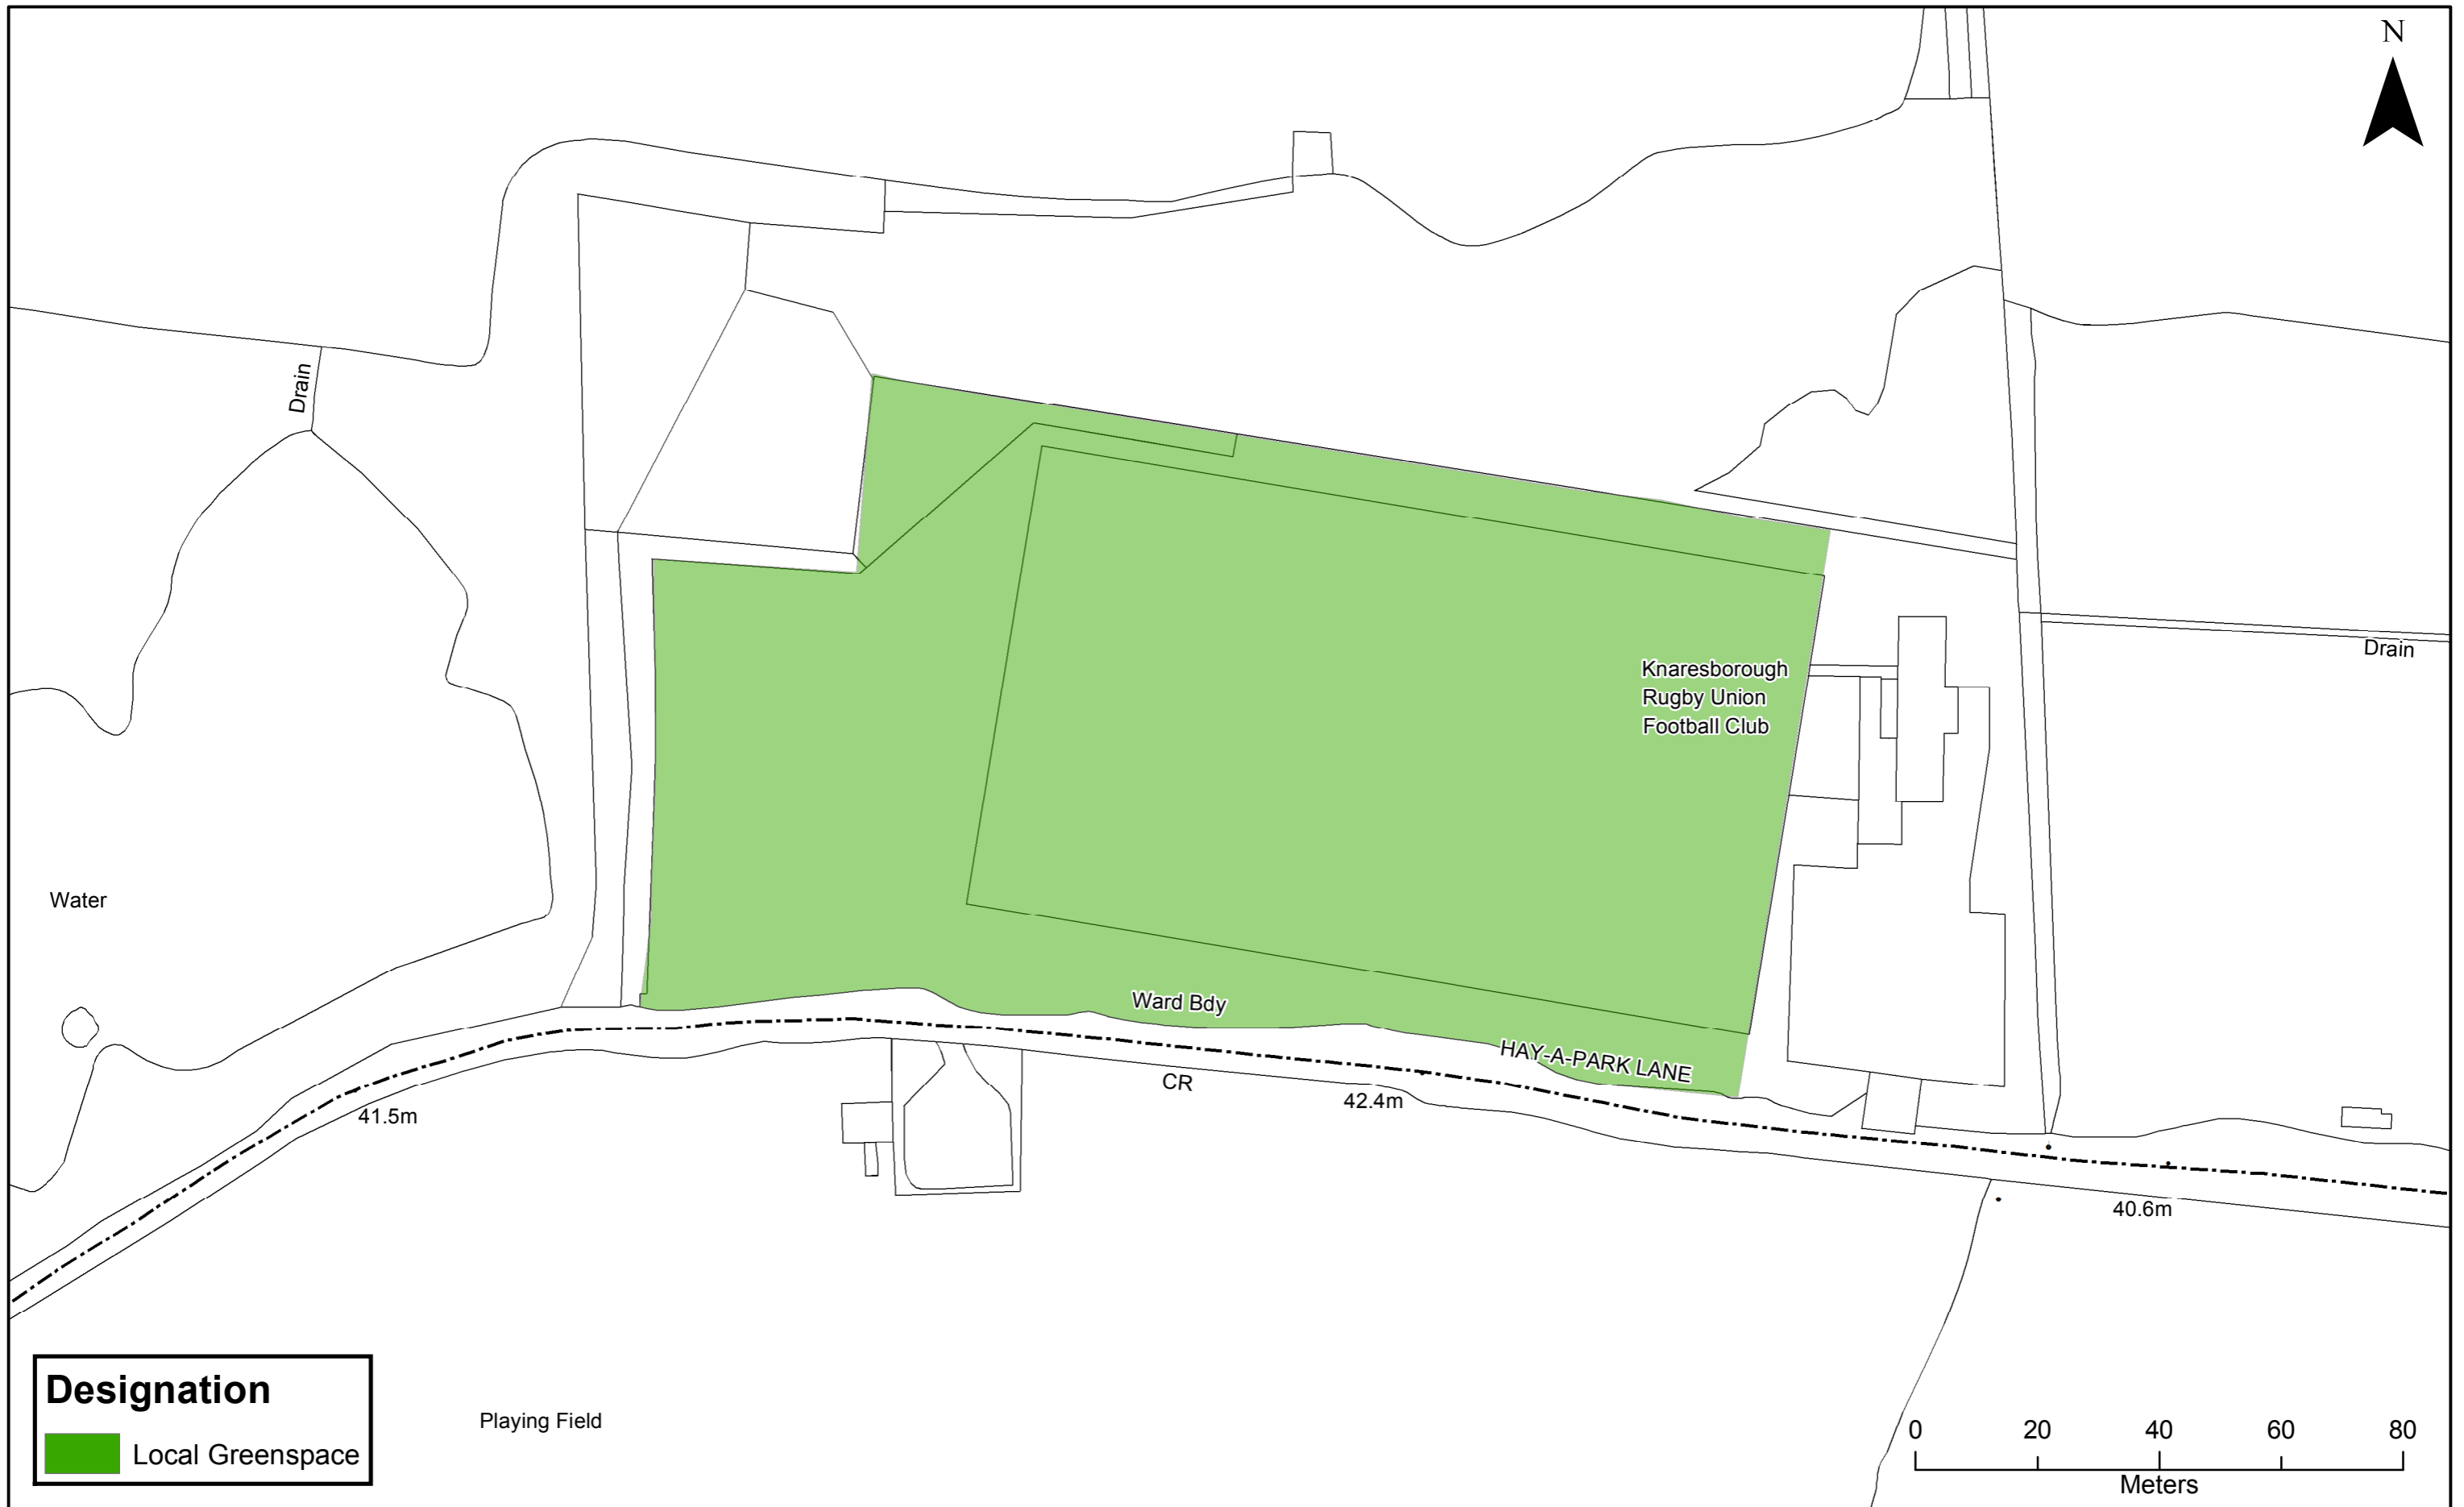 N
Drain
Drain
Knaresborough
Rugby Union
Football Club
Water
Ward Bdy
HAY-A-PARK LANE
CR
42.4m
41.5m
40.6m
Designation
Local Greenspace
Playing Field
0 20 40 60 80
Meters